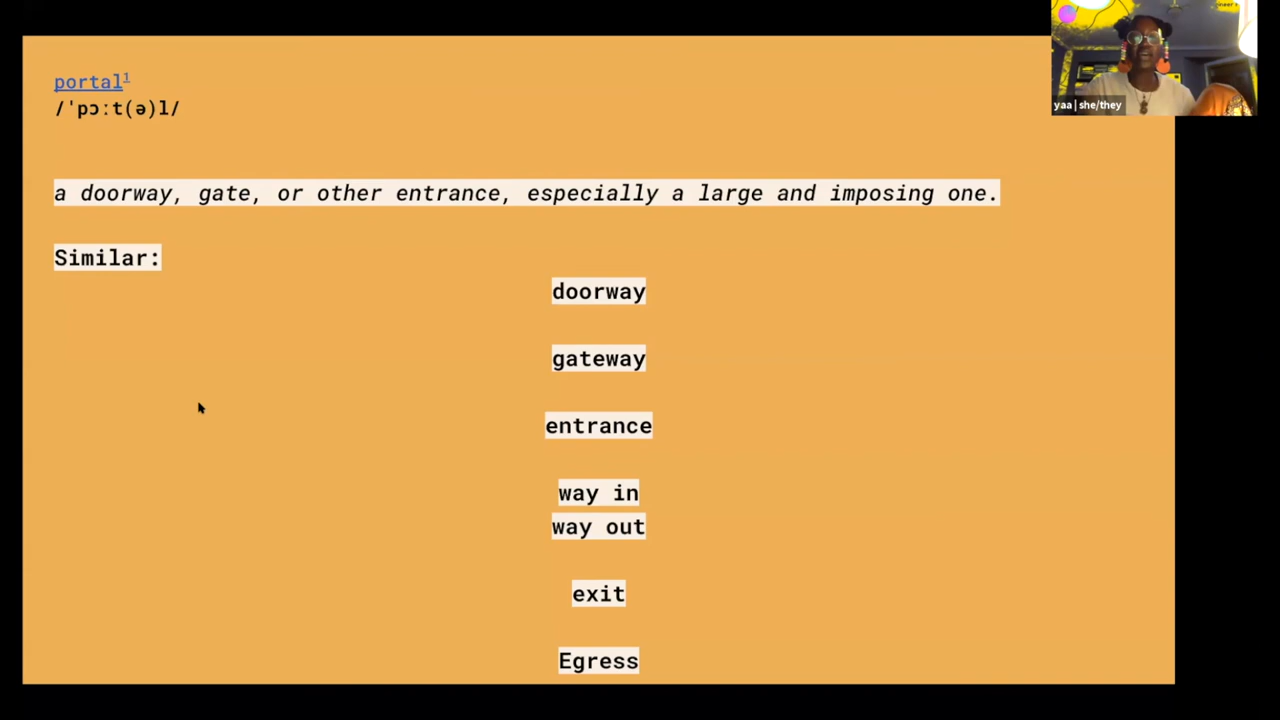 portal¹
/ˈpɔːt(ə)l/
a doorway, gate, or other entrance, especially a large and imposing one.
Similar:
doorway
gateway
entrance
way in
way out
exit
Egress
yaa | she/they